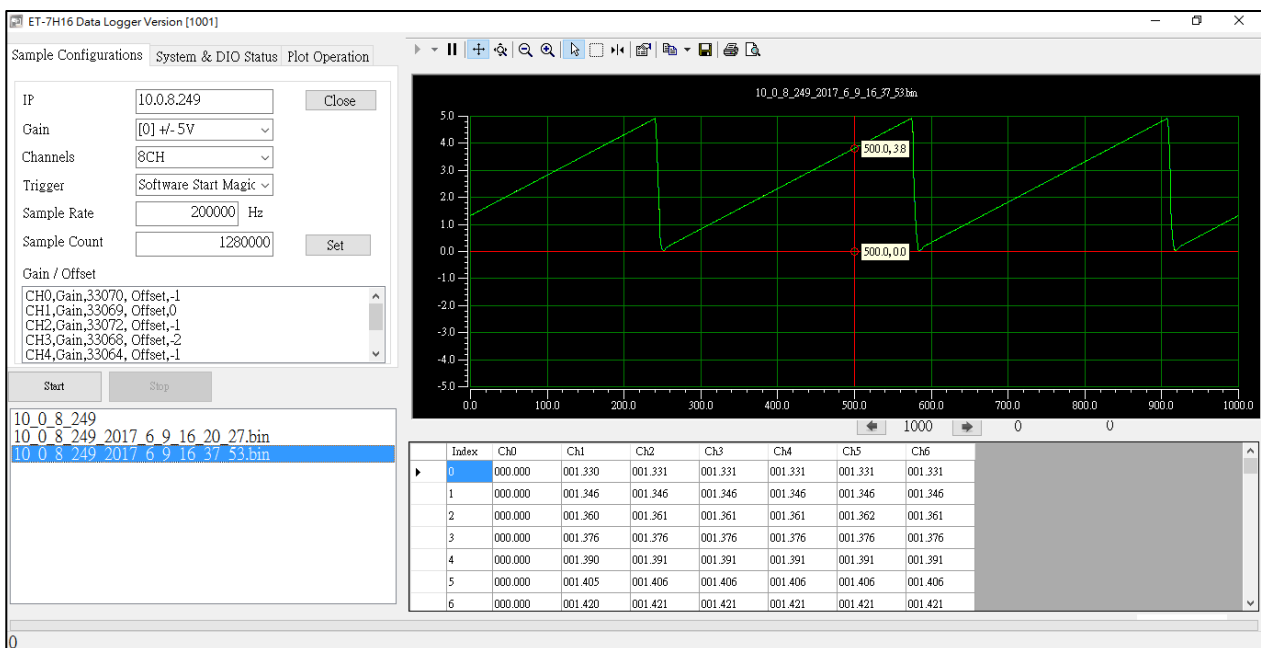 ET-7H16 Data Logger Version [1001]
Sample Configurations System & DIO Status Plot Operation
IP 10.0.8.249 Close
Gain [0] +/- 5V
Channels 8CH
Trigger Software Start Magic
Sample Rate 200000 Hz
Sample Count 1280000 Set
Gain / Offset
CH0,Gain,33070, Offset,-1
CH1,Gain,33069, Offset,0
CH2,Gain,33072, Offset,-1
CH3,Gain,33068, Offset,-2
CH4,Gain,33064, Offset,-1
Start Stop
10_0_8_249
10_0_8_249_2017_6_9_16_20_27.bin
10_0_8_249_2017_6_9_16_37_53.bin
10_0_8_249_2017_6_9_16_37_53.bin
5.0
4.0
500.0, 3.8
3.0
2.0
1.0
0.0
500.0, 0.0
-1.0
-2.0
-3.0
-4.0
-5.0
0.0 100.0 200.0 300.0 400.0 500.0 600.0 700.0 800.0 900.0 1000.0
1000 0 0
Index Ch0 Ch1 Ch2 Ch3 Ch4 Ch5 Ch6
0 000.000 001.330 001.331 001.331 001.331 001.331 001.331
1 000.000 001.346 001.346 001.346 001.346 001.346 001.346
2 000.000 001.360 001.361 001.361 001.361 001.362 001.361
3 000.000 001.376 001.376 001.376 001.376 001.376 001.376
4 000.000 001.390 001.391 001.391 001.391 001.391 001.391
5 000.000 001.405 001.406 001.406 001.406 001.406 001.406
6 000.000 001.420 001.421 001.421 001.421 001.421 001.421
0